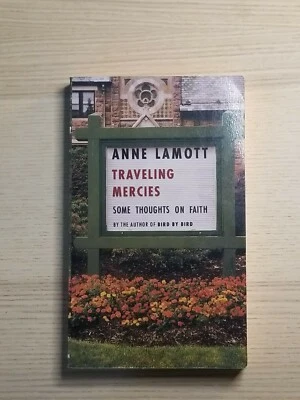 ANNE LAMOTT
TRAVELING
MERCIES
SOME THOUGHTS ON FAITH
BY THE AUTHOR OF BIRD BY BIRD